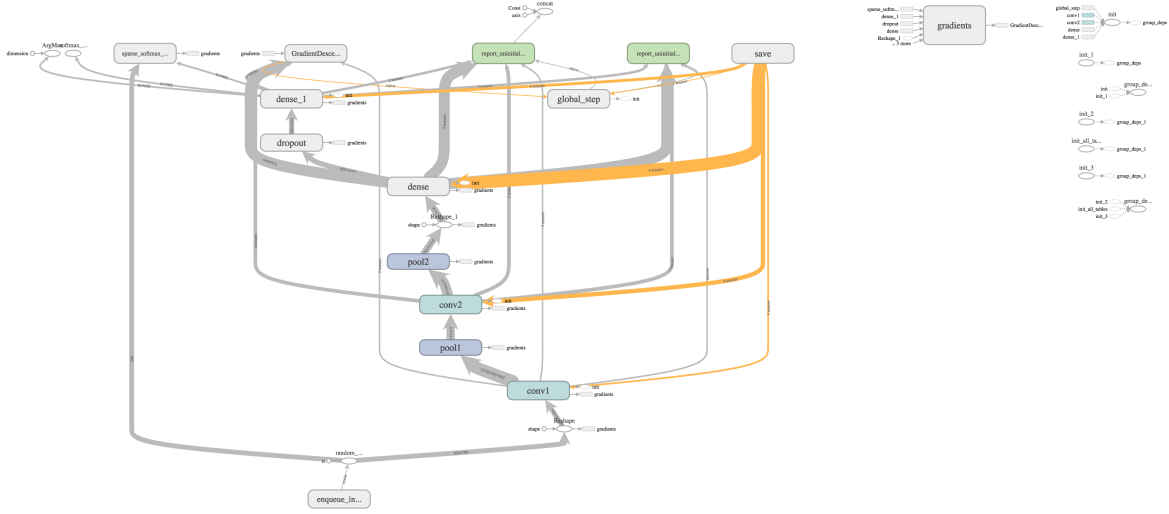 concat
Const
axis
ArgMax
softmax_...
dimension
sparse_softmax_...
gradients
gradients
GradientDesce...
report_uninitial...
report_uninitial...
save
dense_1
init
gradients
global_step
init
dropout
gradients
dense
init
gradients
Reshape_1
shape
gradients
pool2
gradients
conv2
init
gradients
pool1
gradients
conv1
init
gradients
Reshape
shape
gradients
random_...
n
enqueue_in...
sparse_softm...
dense_1
dropout
dense
Reshape_1
... 5 more
gradients
GradientDesc...
global_step
conv1
conv2
dense
dense_1
init
group_deps
init_1
group_deps
group_de...
init
init_1
init_2
group_deps_1
init_all_ta...
group_deps_1
init_3
group_deps_1
group_de...
init_2
init_all_tables
init_3